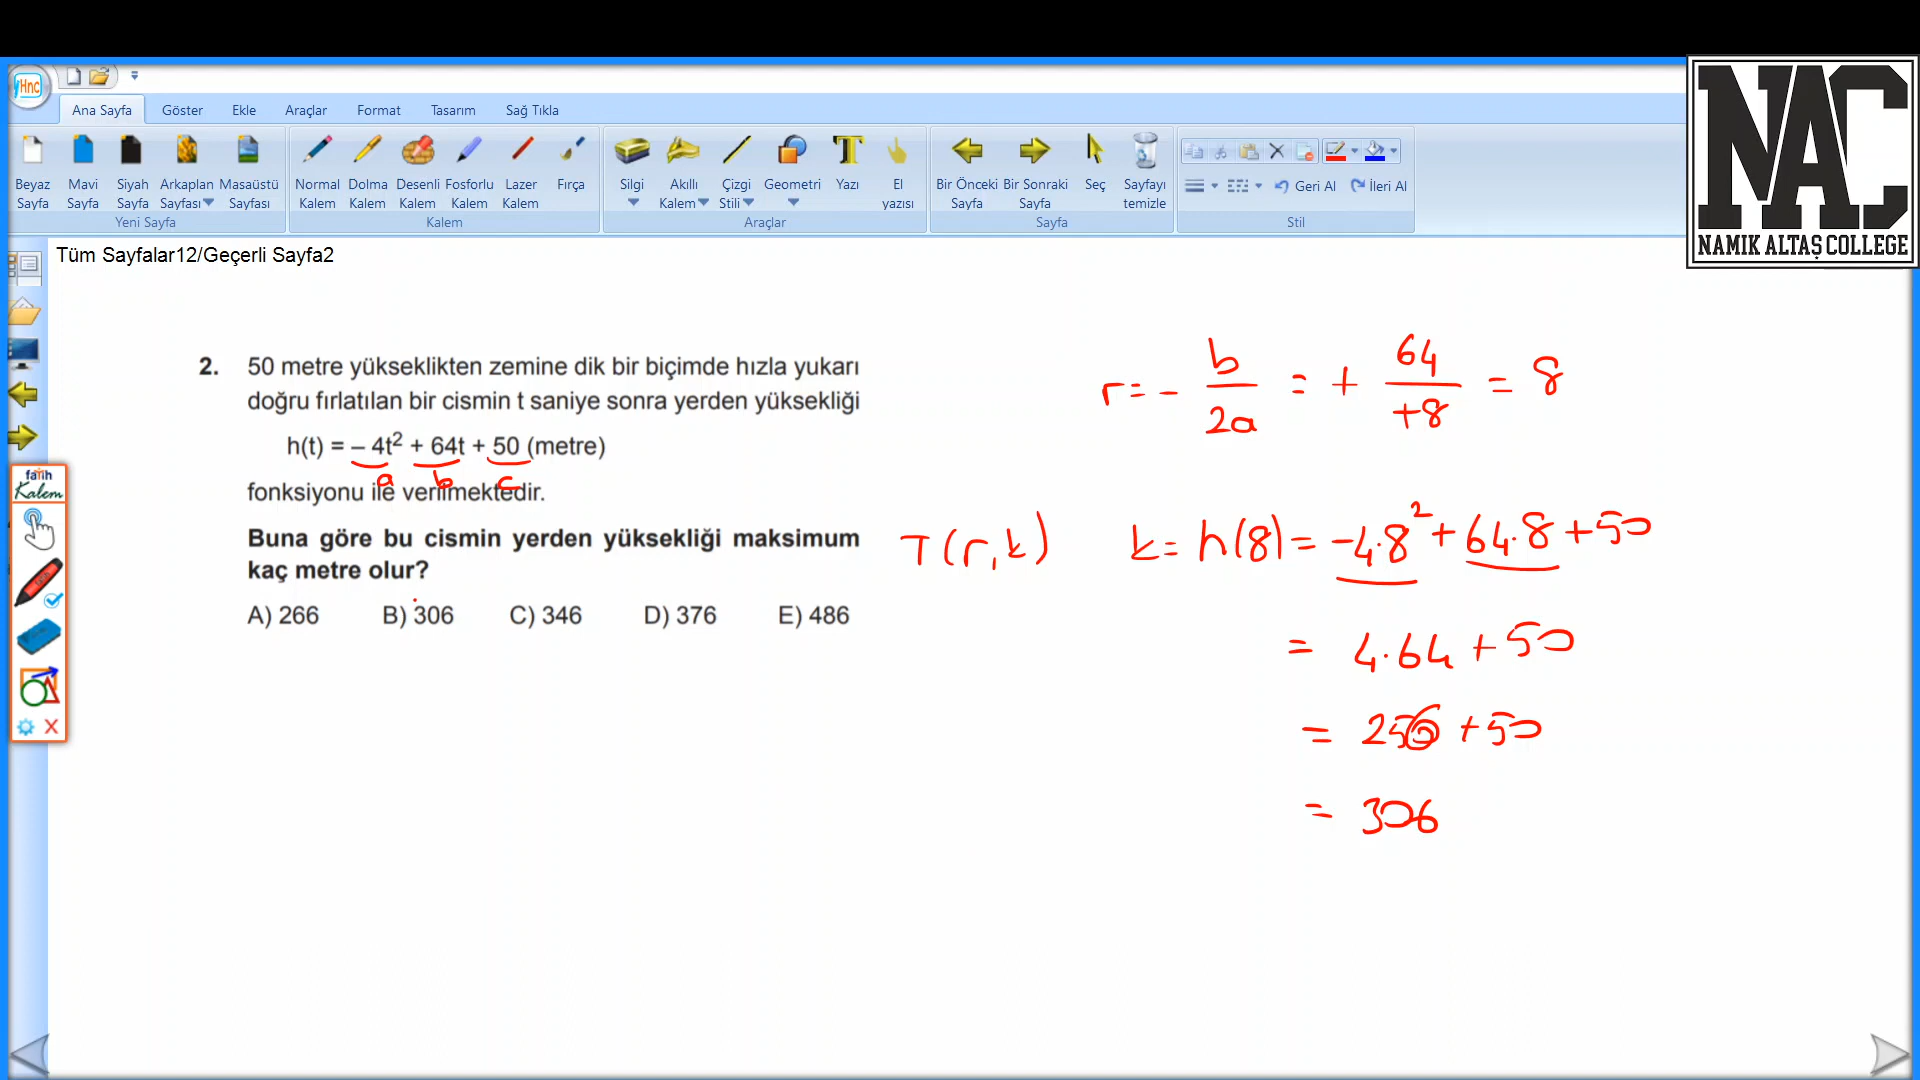 Ana Sayfa Göster Ekle Araçlar Format Tasarım Sağ Tıkla
Beyaz Sayfa Mavi Sayfa Siyah Sayfa Arkaplan Sayfası Masaüstü Sayfası
Normal Kalem Dolma Kalem Desenli Kalem Fosforlu Kalem Lazer Kalem Fırça
Silgi Akıllı Kalem Çizgi Stili Geometri Yazı El yazısı
Bir Önceki Sayfa Bir Sonraki Sayfa Seç Sayfayı temizle
Geri Al İleri Al
Yeni Sayfa Kalem Araçlar Sayfa Stil
NAC
NAMIK ALTAŞ COLLEGE
Tüm Sayfalar12/Geçerli Sayfa2
fatih
Kalem
2. 50 metre yükseklikten zemine dik bir biçimde hızla yukarı
doğru fırlatılan bir cismin t saniye sonra yerden yüksekliği
h(t) = – 4t² + 64t + 50 (metre)
a b c
fonksiyonu ile verilmektedir.
Buna göre bu cismin yerden yüksekliği maksimum
kaç metre olur?
A) 266 B) 306 C) 346 D) 376 E) 486
r = - b/2a = + 64/+8 = 8
T(r,k) k = h(8) = -4.8² + 64.8 + 50
= 4.64 + 50
= 256 + 50
= 306